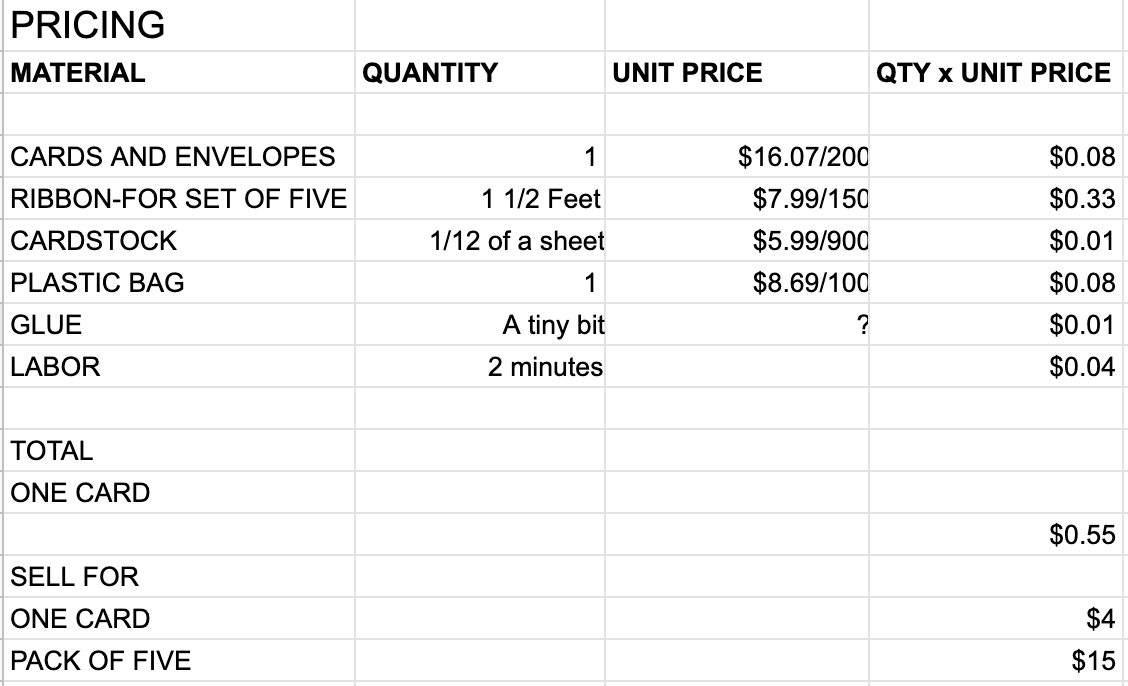 PRICING
MATERIAL QUANTITY UNIT PRICE QTY x UNIT PRICE
CARDS AND ENVELOPES 1 $16.07/200 $0.08
RIBBON-FOR SET OF FIVE 1 1/2 Feet $7.99/150 $0.33
CARDSTOCK 1/12 of a sheet $5.99/900 $0.01
PLASTIC BAG 1 $8.69/100 $0.08
GLUE A tiny bit ? $0.01
LABOR 2 minutes $0.04
TOTAL
ONE CARD
$0.55
SELL FOR
ONE CARD $4
PACK OF FIVE $15